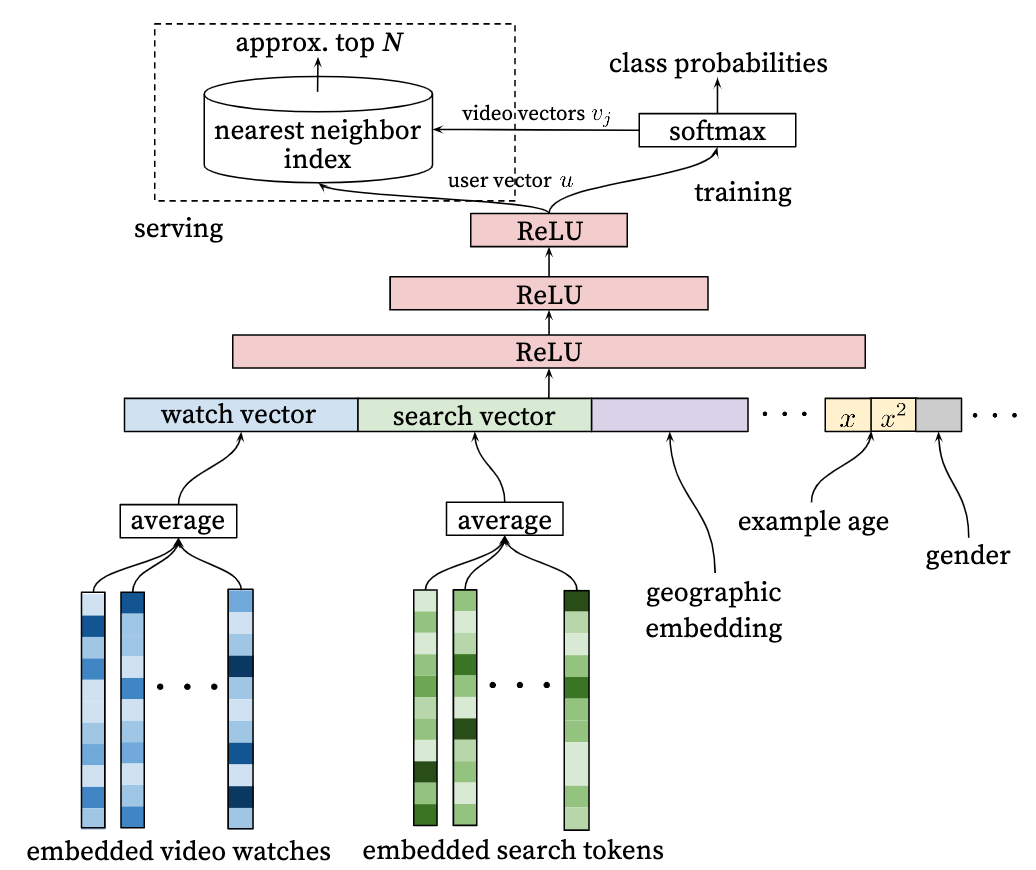 approx. top N
class probabilities
nearest neighbor
index
video vectors v_j
softmax
user vector u
training
serving
ReLU
ReLU
ReLU
watch vector
search vector
. . .
x
x²
. . .
average
average
example age
gender
geographic
embedding
. . .
. . .
embedded video watches
embedded search tokens